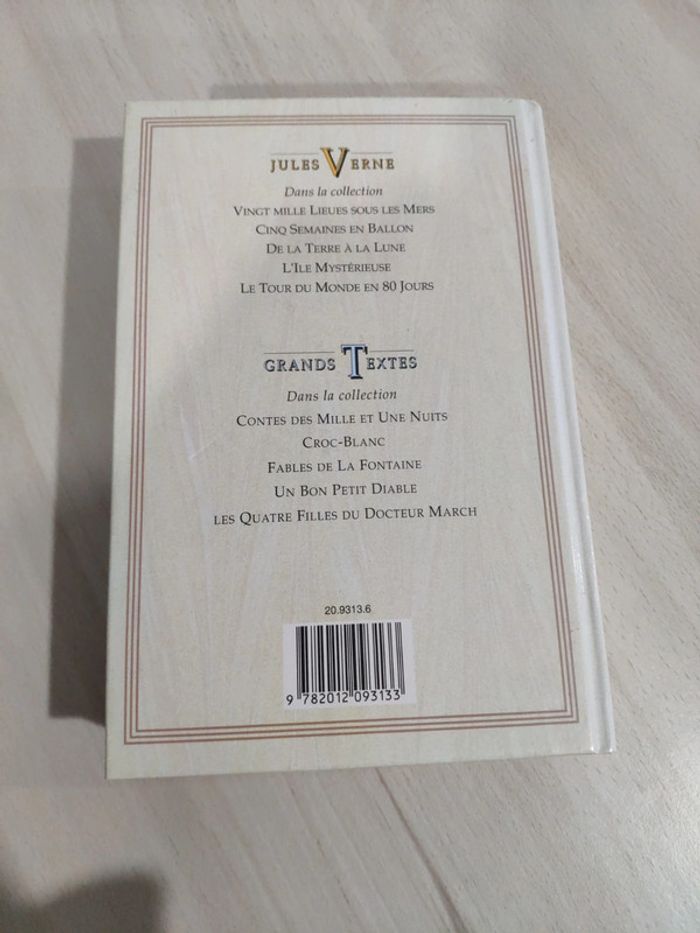 JULES VERNE
Dans la collection
VINGT MILLE LIEUES SOUS LES MERS
CINQ SEMAINES EN BALLON
DE LA TERRE À LA LUNE
L'ILE MYSTÉRIEUSE
LE TOUR DU MONDE EN 80 JOURS
GRANDS TEXTES
Dans la collection
CONTES DES MILLE ET UNE NUITS
CROC-BLANC
FABLES DE LA FONTAINE
UN BON PETIT DIABLE
LES QUATRE FILLES DU DOCTEUR MARCH
20.9313.6
9 782012 093133